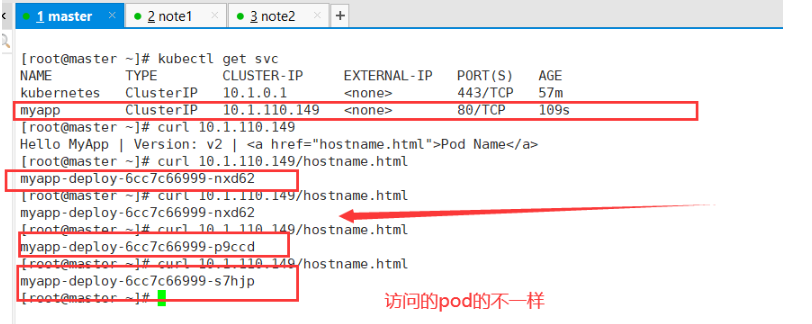 1 master × 2 note1 × 3 note2 × +
[root@master ~]# kubectl get svc
NAME TYPE CLUSTER-IP EXTERNAL-IP PORT(S) AGE
kubernetes ClusterIP 10.1.0.1 <none> 443/TCP 57m
myapp ClusterIP 10.1.110.149 <none> 80/TCP 109s
[root@master ~]# curl 10.1.110.149
Hello MyApp | Version: v2 | <a href="hostname.html">Pod Name</a>
[root@master ~]# curl 10.1.110.149/hostname.html
myapp-deploy-6cc7c66999-nxd62
[root@master ~]# curl 10.1.110.149/hostname.html
myapp-deploy-6cc7c66999-nxd62
[root@master ~]# curl 10.1.110.149/hostname.html
myapp-deploy-6cc7c66999-p9ccd
[root@master ~]# curl 10.1.110.149/hostname.html
myapp-deploy-6cc7c66999-s7hjp
[root@master ~]#
访问的pod的不一样